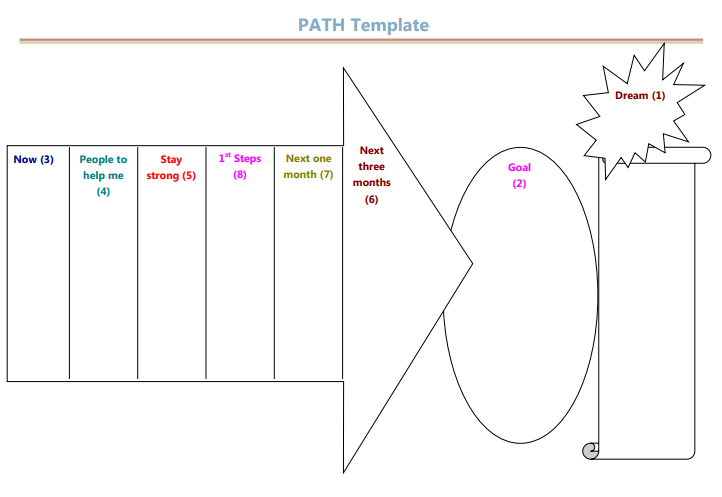 PATH Template
Dream (1)
Now (3)
People to
help me
(4)
Stay
strong (5)
1st Steps
(8)
Next one
month (7)
Next
three
months
(6)
Goal
(2)